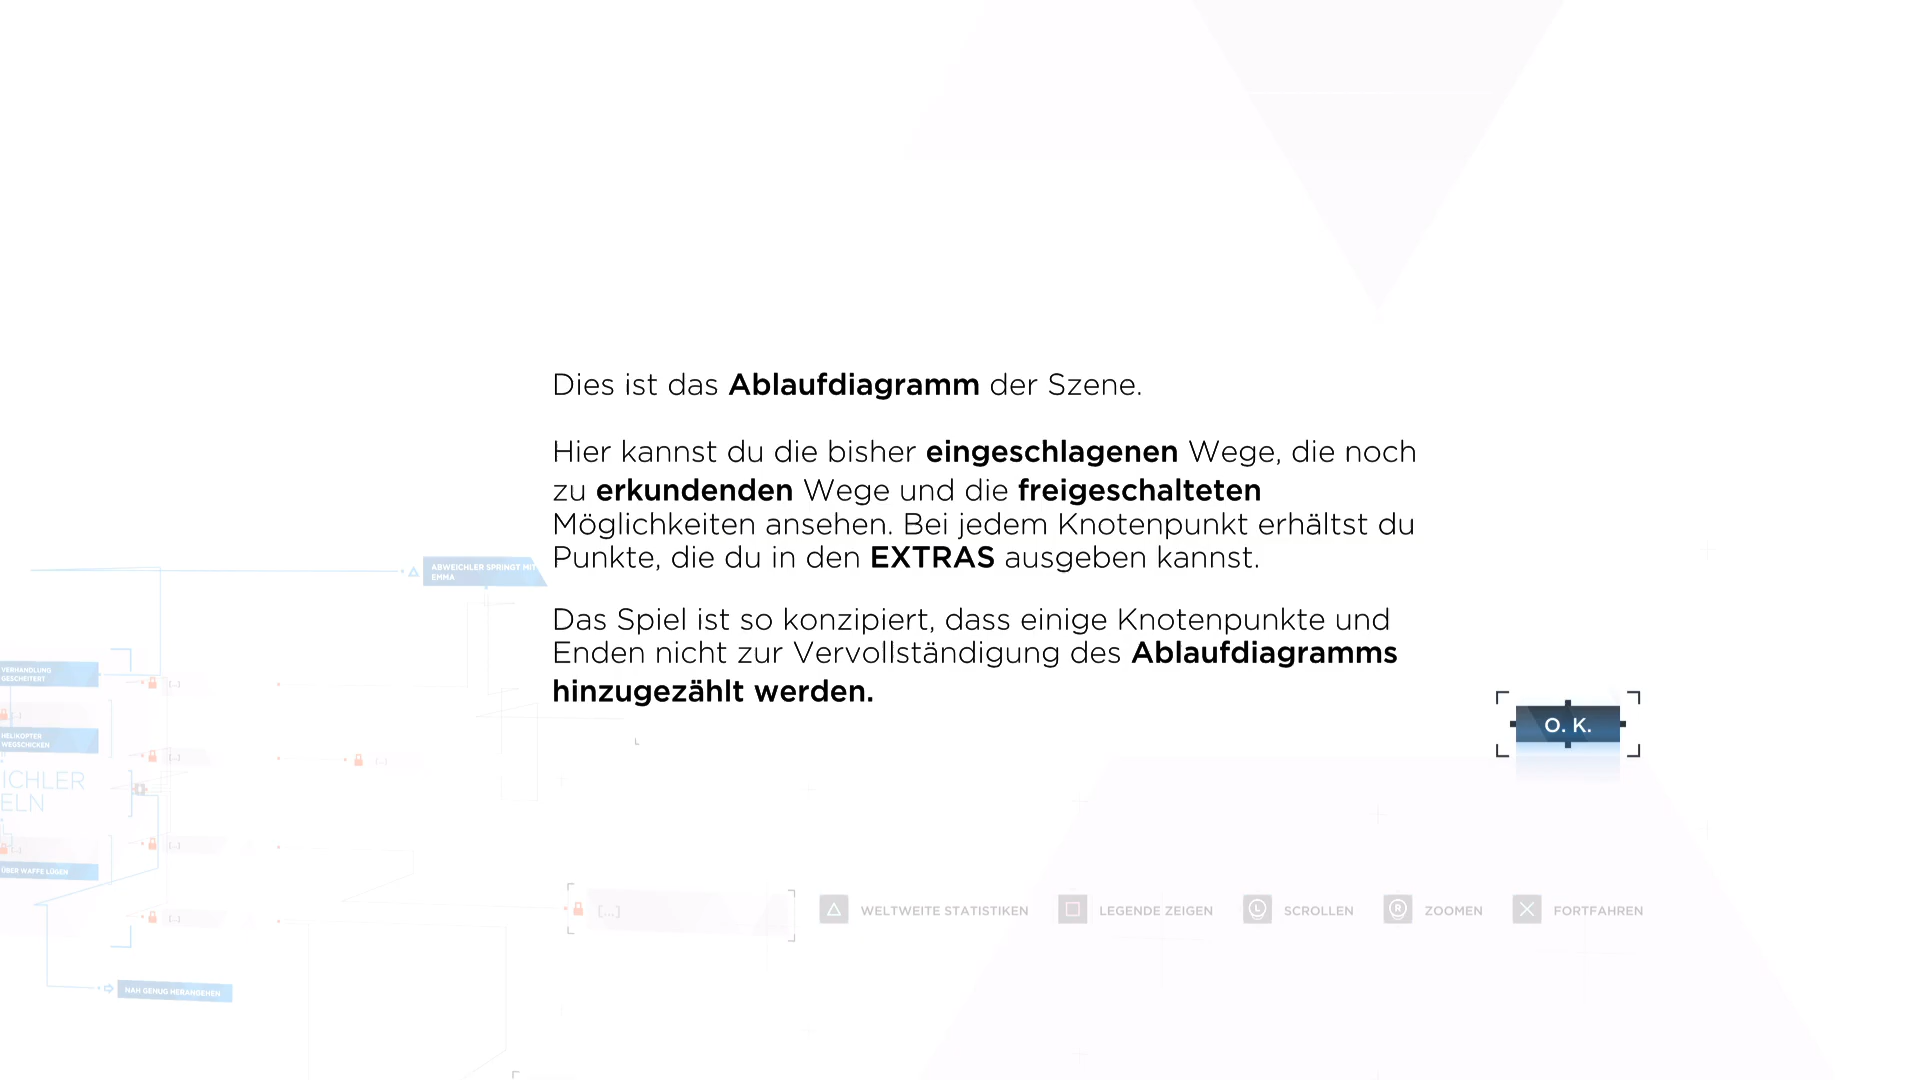 Dies ist das Ablaufdiagramm der Szene.
Hier kannst du die bisher eingeschlagenen Wege, die noch
zu erkundenden Wege und die freigeschalteten
Möglichkeiten ansehen. Bei jedem Knotenpunkt erhältst du
Punkte, die du in den EXTRAS ausgeben kannst.
Das Spiel ist so konzipiert, dass einige Knotenpunkte und
Enden nicht zur Vervollständigung des Ablaufdiagramms
hinzugezählt werden.
O. K.
ABWEICHLER SPRINGT MIT
EMMA
VERHANDLUNG
GESCHEITERT
[...]
[...]
HELIKOPTER
WEGSCHICKEN
[...]
[...]
ICHLER
ELN
[...]
[...]
ÜBER WAFFE LÜGEN
[...]
NAH GENUG HERANGEHEN
[...]
WELTWEITE STATISTIKEN
LEGENDE ZEIGEN
L SCROLLEN
R ZOOMEN
FORTFAHREN